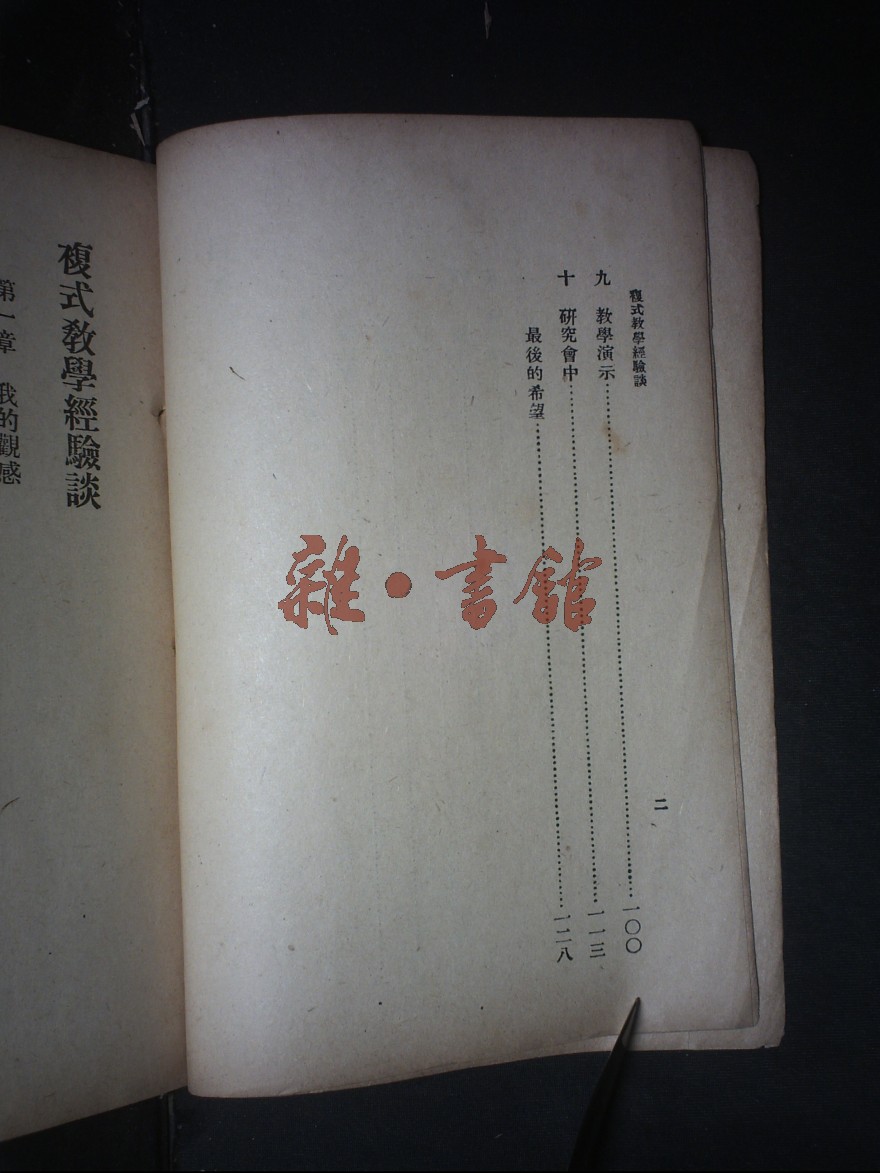 複式教學經驗談
二
九 教學演示……一〇〇
十 研究會中……一一三
最後的希望……一二八
複式教學經驗談
第一章 我的觀感
雜·書館